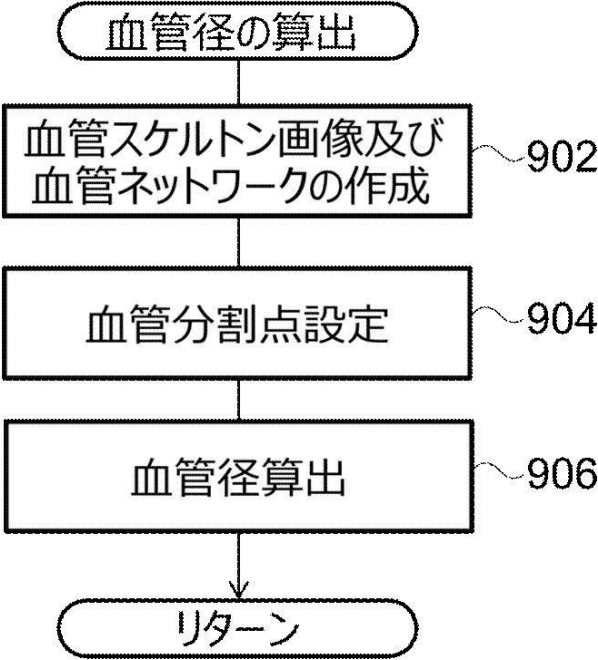 血管径の算出
血管スケルトン画像及び
血管ネットワークの作成
902
血管分割点設定
904
血管径算出
906
リターン